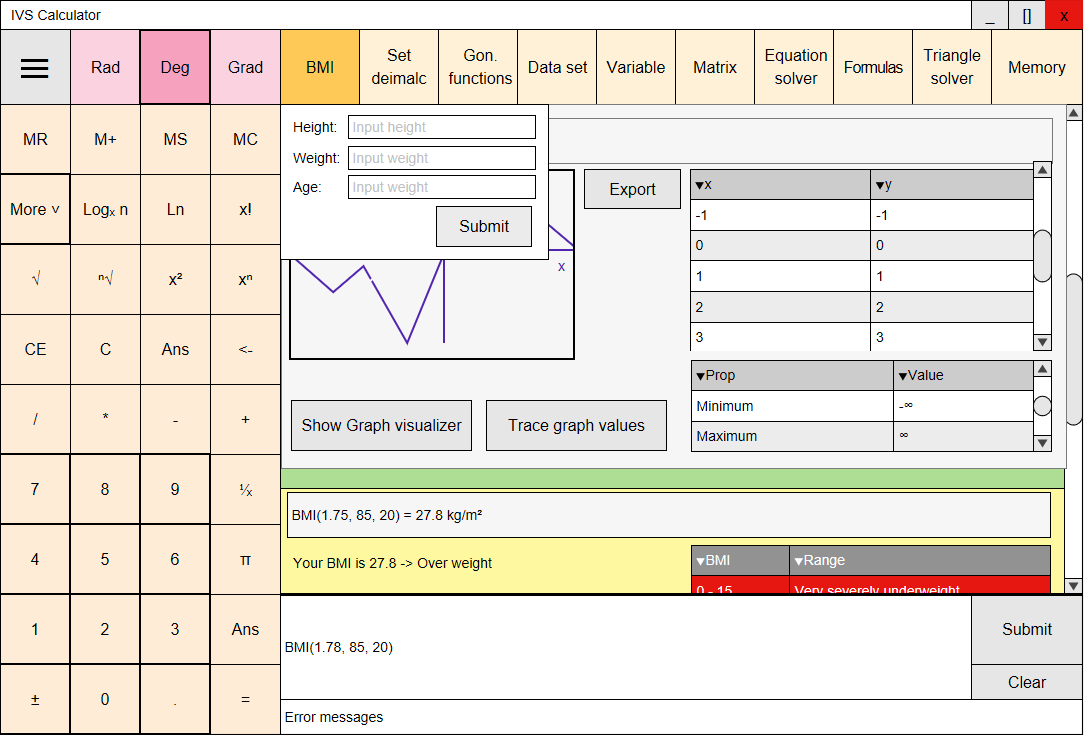 IVS Calculator
_ [] x
Rad Deg Grad BMI Set deimalc Gon. functions Data set Variable Matrix Equation solver Formulas Triangle solver Memory
MR M+ MS MC
More ˅ Logₓ n Ln x!
√ ⁿ√ x² xⁿ
CE C Ans <-
/ * - +
7 8 9 ⅟ₓ
4 5 6 π
1 2 3 Ans
± 0 . =
Height: Input height
Weight: Input weight
Age: Input weight
Submit
x
Export
▼x ▼y
-1 -1
0 0
1 1
2 2
3 3
▼Prop ▼Value
Minimum -∞
Maximum ∞
Show Graph visualizer Trace graph values
BMI(1.75, 85, 20) = 27.8 kg/m²
Your BMI is 27.8 -> Over weight
▼BMI ▼Range
0 - 15 Very severely underweight
BMI(1.78, 85, 20)
Submit
Clear
Error messages